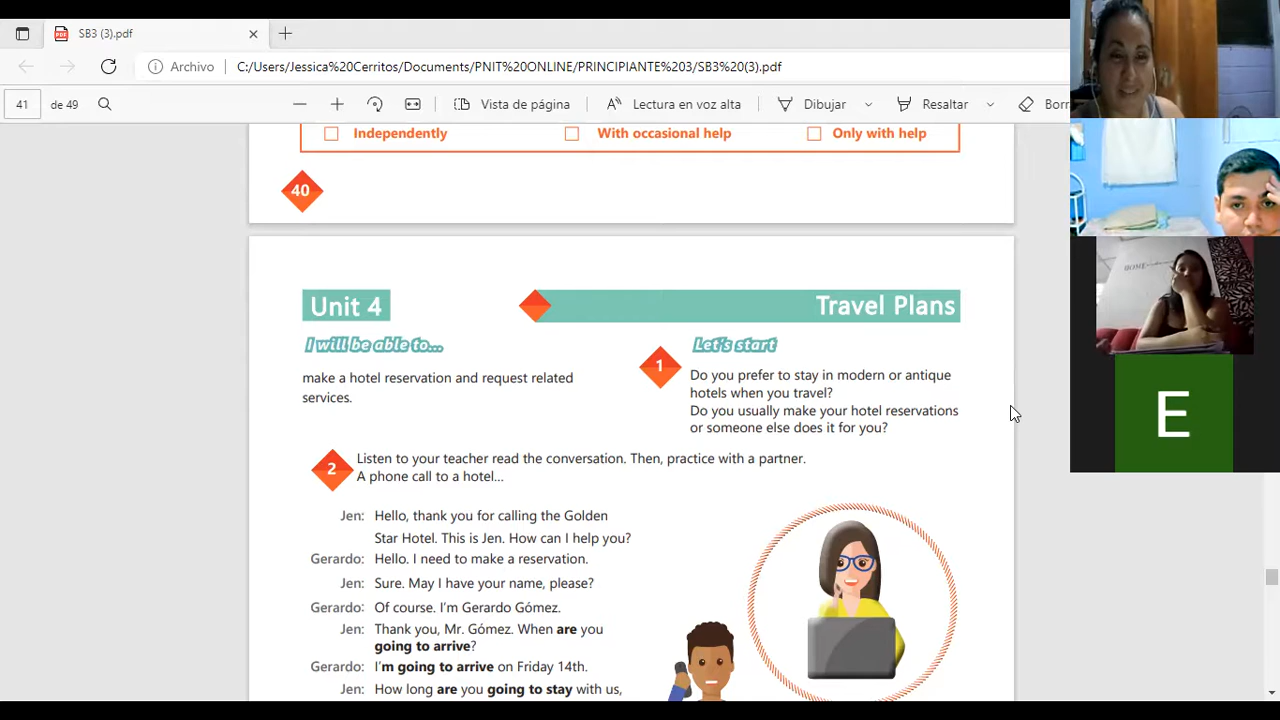 SB3 (3).pdf
Archivo
C:/Users/Jessica%20Cerritos/Documents/PNIT%20ONLINE/PRINCIPIANTE%203/SB3%20(3).pdf
41
de 49
Vista de página
Lectura en voz alta
Dibujar
Resaltar
Borr
Independently
With occasional help
Only with help
40
Unit 4
Travel Plans
I will be able to...
make a hotel reservation and request related
services.
Let's start
1
Do you prefer to stay in modern or antique
hotels when you travel?
Do you usually make your hotel reservations
or someone else does it for you?
2
Listen to your teacher read the conversation. Then, practice with a partner.
A phone call to a hotel...
Jen: Hello, thank you for calling the Golden
Star Hotel. This is Jen. How can I help you?
Gerardo: Hello. I need to make a reservation.
Jen: Sure. May I have your name, please?
Gerardo: Of course. I'm Gerardo Gómez.
Jen: Thank you, Mr. Gómez. When are you
going to arrive?
Gerardo: I'm going to arrive on Friday 14th.
Jen: How long are you going to stay with us,
HOME
E